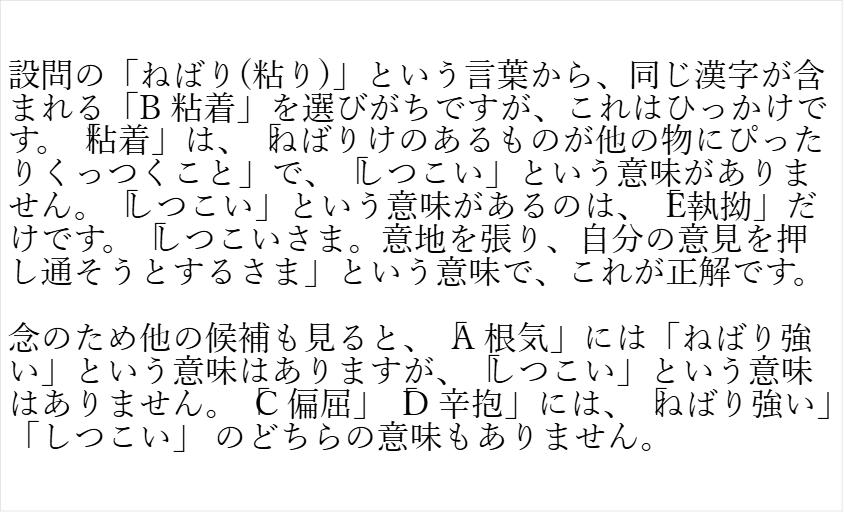 設問の「ねばり(粘り)」という言葉から、同じ漢字が含
まれる「B 粘着」を選びがちですが、これはひっかけで
す。「粘着」は、「ねばりけのあるものが他の物にぴった
りくっつくこと」で、「しつこい」という意味がありま
せん。「しつこい」という意味があるのは、「E執拗」だ
けです。「しつこいさま。意地を張り、自分の意見を押
し通そうとするさま」という意味で、これが正解です。
念のため他の候補も見ると、「A 根気」には「ねばり強
い」という意味はありますが、「しつこい」という意味
はありません。「C 偏屈」「D 辛抱」には、「ねばり強い」
「しつこい」 のどちらの意味もありません。